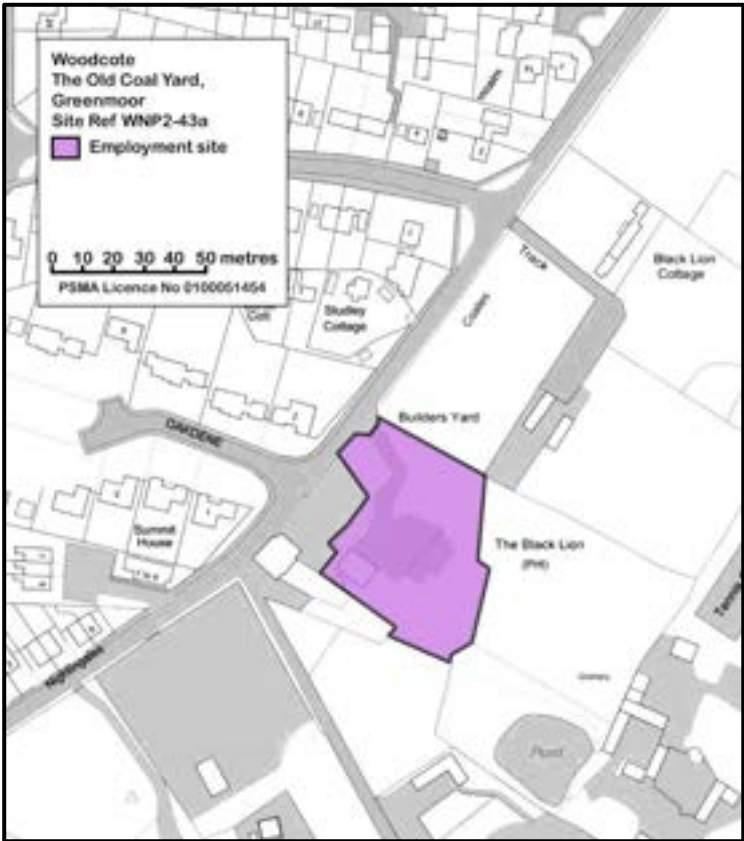 Woodcote
The Old Coal Yard,
Greenmoor
Site Ref WNP2-43a
Employment site
0 10 20 30 40 50 metres
PSMA Licence No 0100051454
Track
Black Lion
Cottage
Coates
Studley
Cottage
Builders Yard
OAKDENE
Summit
House
The Black Lion
(PH)
Pond